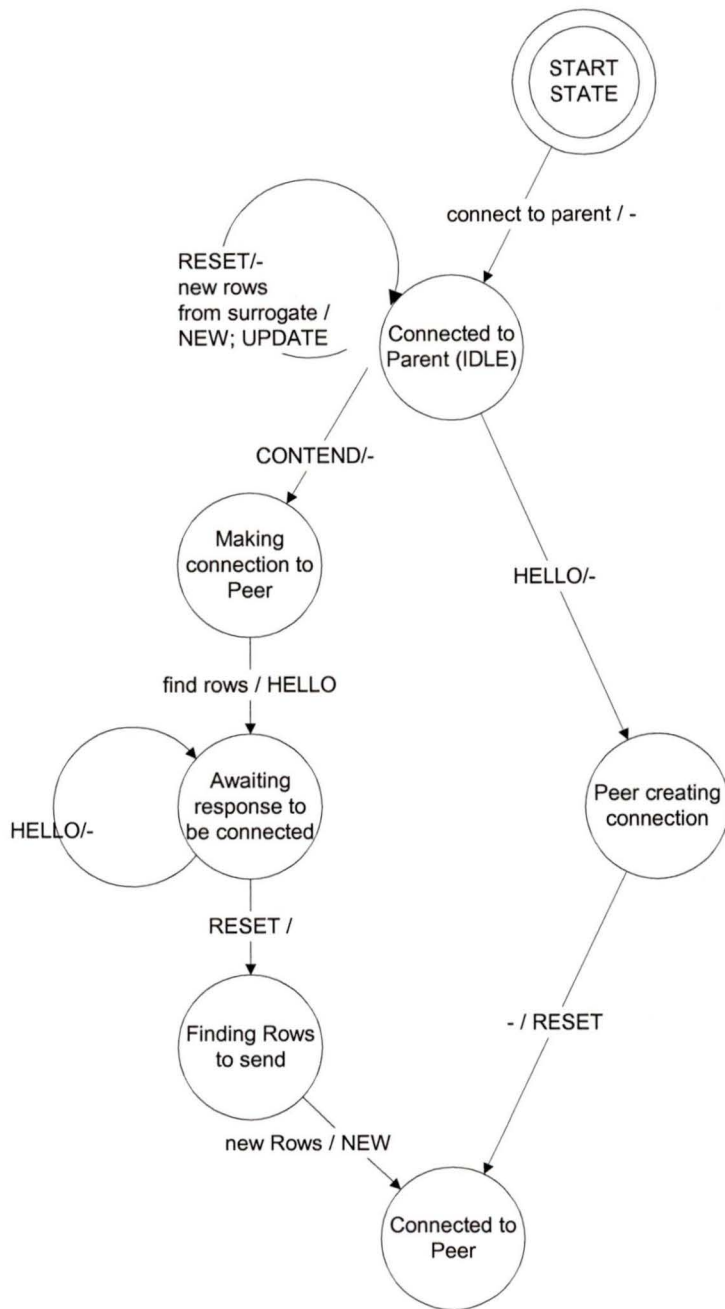 START
STATE
connect to parent / -
RESET/-
new rows
from surrogate /
NEW; UPDATE
Connected to
Parent (IDLE)
CONTEND/-
Making
connection to
Peer
HELLO/-
find rows / HELLO
Awaiting
response to
be connected
Peer creating
connection
HELLO/-
RESET /
Finding Rows
to send
- / RESET
new Rows / NEW
Connected to
Peer